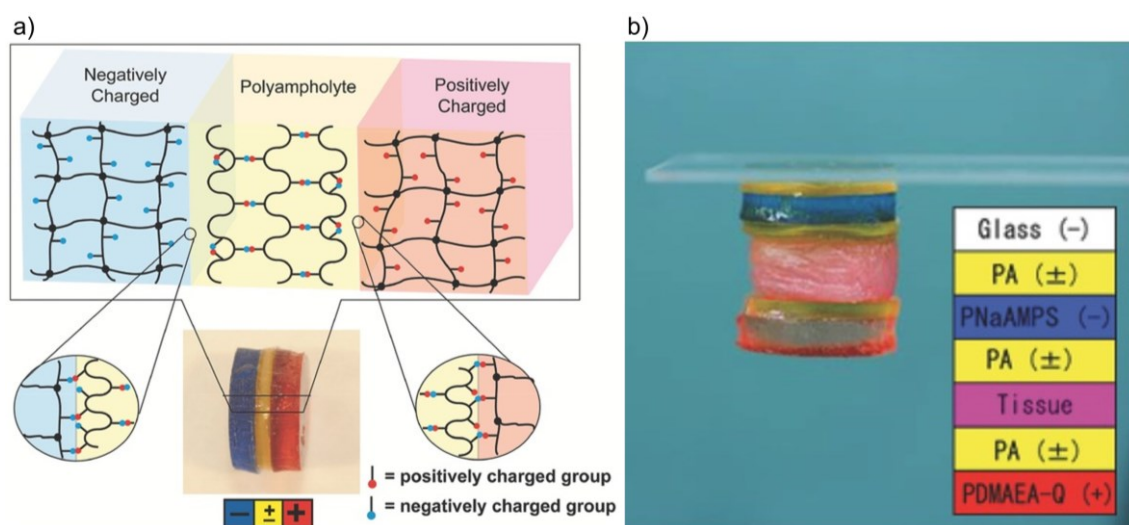 a)
Negatively
Charged
Polyampholyte
Positively
Charged
= positively charged group
= negatively charged group
− ± +
b)
Glass (-)
PA (±)
PNaAMPS (-)
PA (±)
Tissue
PA (±)
PDMAEA-Q (+)